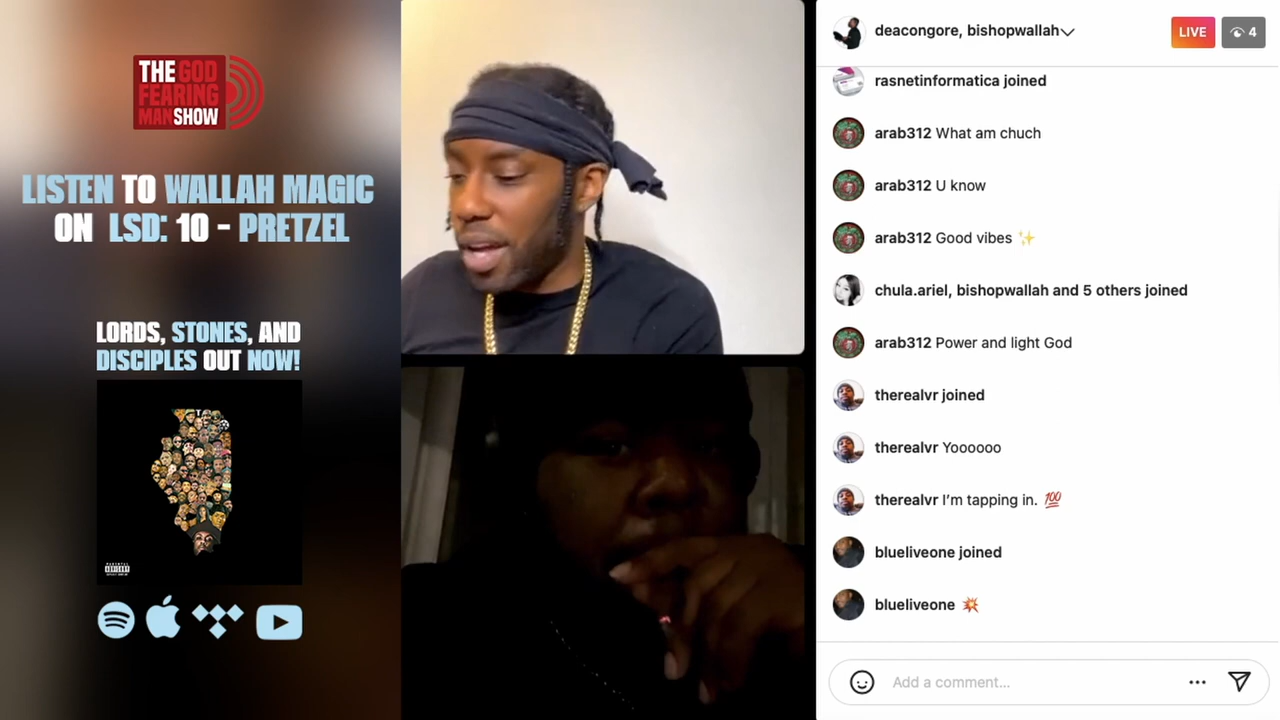 THE GOD
FEARING
MAN SHOW
LISTEN TO WALLAH MAGIC
ON LSD: 10 - PRETZEL
LORDS, STONES, AND
DISCIPLES OUT NOW!
deacongore, bishopwallah
LIVE
4
rasnetinformatica joined
arab312 What am chuch
arab312 U know
arab312 Good vibes ✨
chula.ariel, bishopwallah and 5 others joined
arab312 Power and light God
therealvr joined
therealvr Yoooooo
therealvr I’m tapping in. 💯
blueliveone joined
blueliveone 💥
Add a comment...